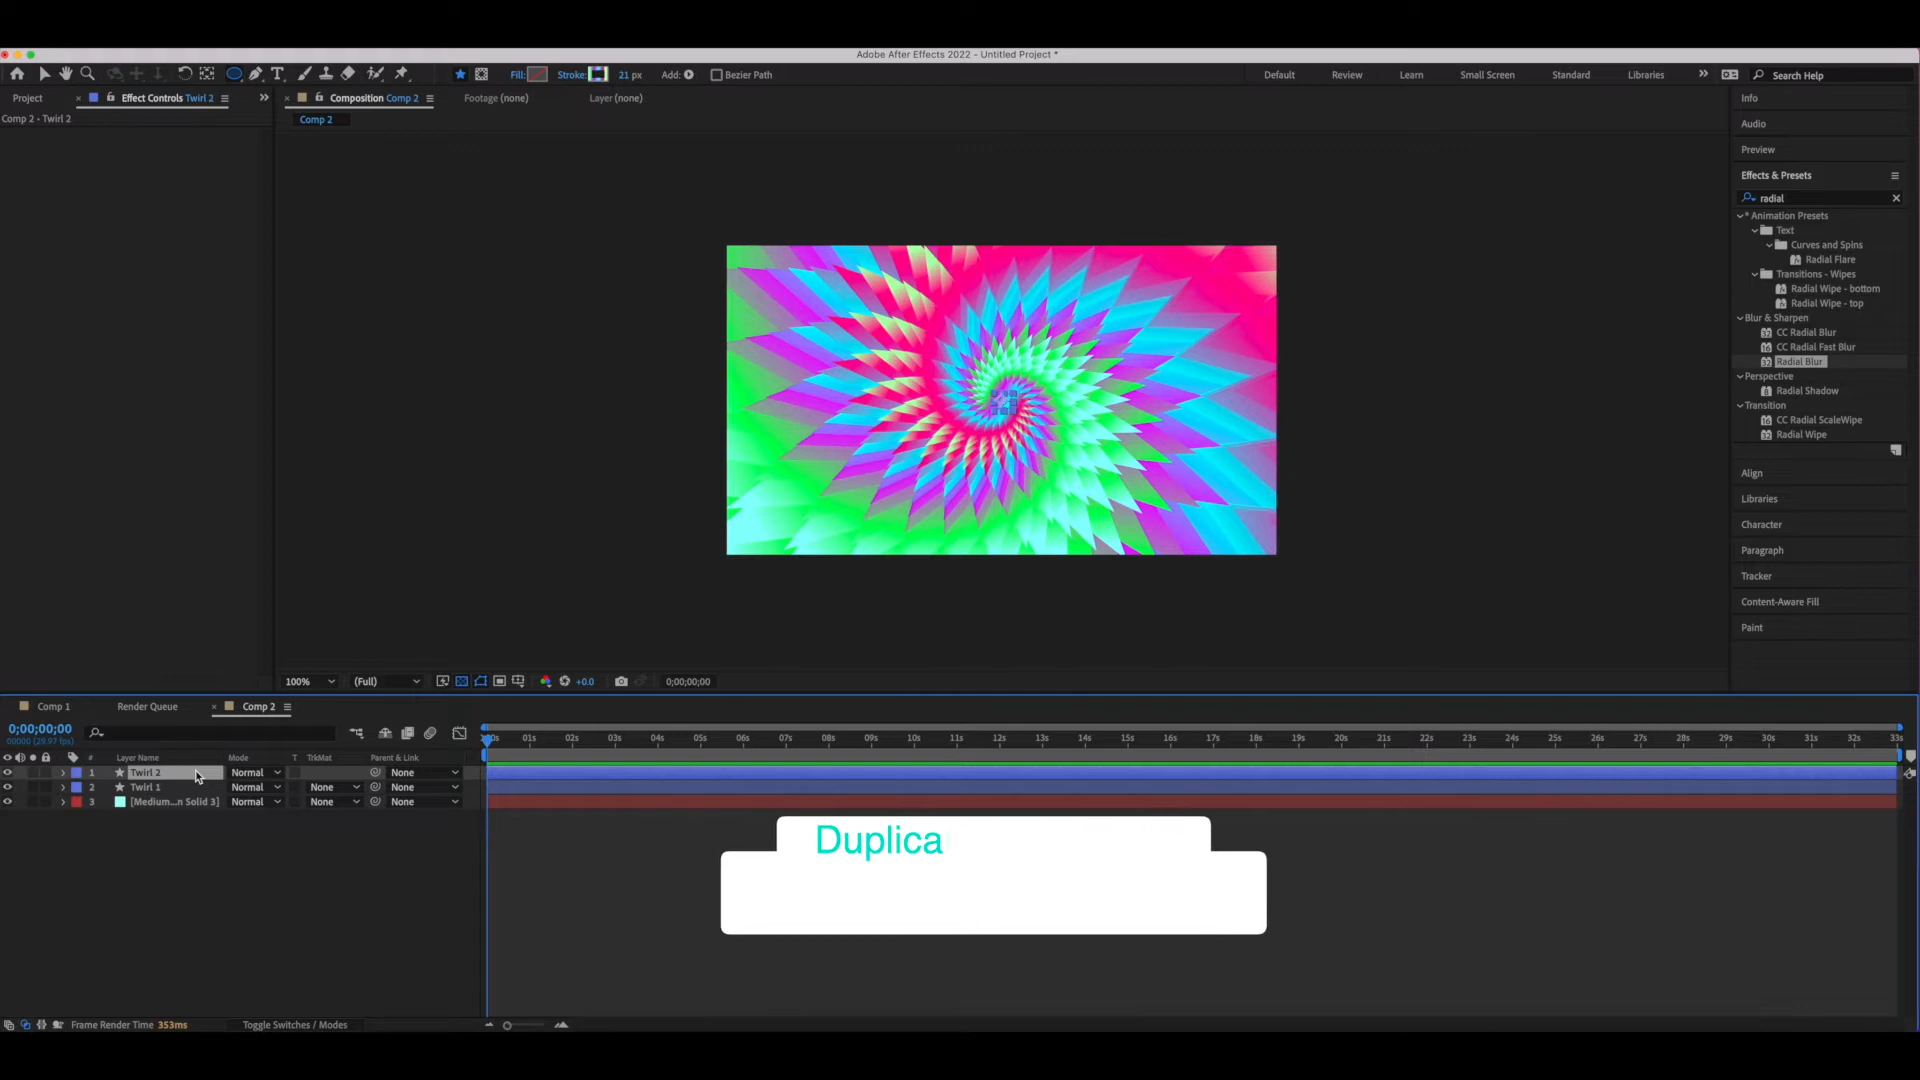 Adobe After Effects 2022 - Untitled Project *
Fill: Stroke: 21 px Add: Bezier Path
Default Review Learn Small Screen Standard Libraries Search Help
Project Effect Controls Twirl 2
Composition Comp 2 Footage (none) Layer (none)
Comp 2 - Twirl 2
Comp 2
Info
Audio
Preview
Effects & Presets
radial
* Animation Presets
Text
Curves and Spins
Radial Flare
Transitions - Wipes
Radial Wipe - bottom
Radial Wipe - top
Blur & Sharpen
CC Radial Blur
CC Radial Fast Blur
Radial Blur
Perspective
Radial Shadow
Transition
CC Radial ScaleWipe
Radial Wipe
Align
Libraries
Character
Paragraph
Tracker
Content-Aware Fill
Paint
100% (Full) +0.0 0;00;00;00
Comp 1 Render Queue Comp 2
0;00;00;00
00000 (29.97 fps)
01s 02s 03s 04s 05s 06s 07s 08s 09s 10s 11s 12s 13s 14s 15s 16s 17s 18s 19s 20s 21s 22s 23s 24s 25s 26s 27s 28s 29s 30s 31s 32s 33s
# Layer Name Mode T TrkMat Parent & Link
1 Twirl 2 Normal None
2 Twirl 1 Normal None None
3 [Medium...n Solid 3] Normal None None
Duplica
Frame Render Time 353ms Toggle Switches / Modes